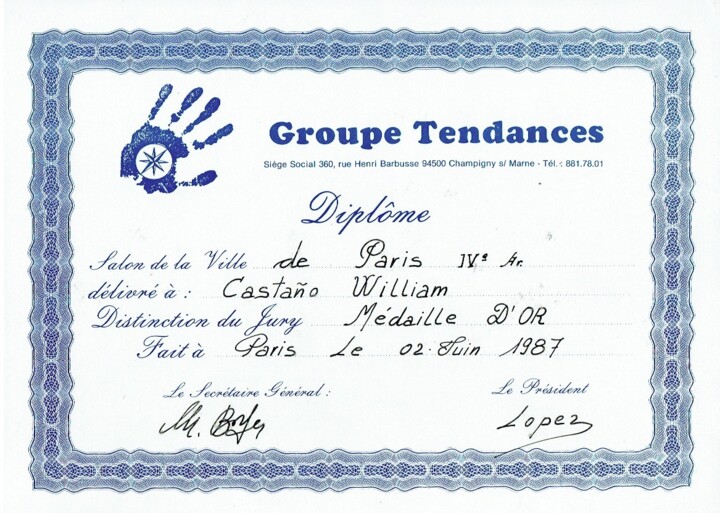 Groupe Tendances
Siège Social 360, rue Henri Barbusse 94500 Champigny s/ Marne - Tél. : 881.78.01
Diplôme
Salon de la Ville de Paris IVe Ar.
délivré à : Castaño William
Distinction du Jury Médaille D'OR
Fait à Paris Le 02. Juin 1987
Le Secrétaire Général : Le Président
M. Lopez